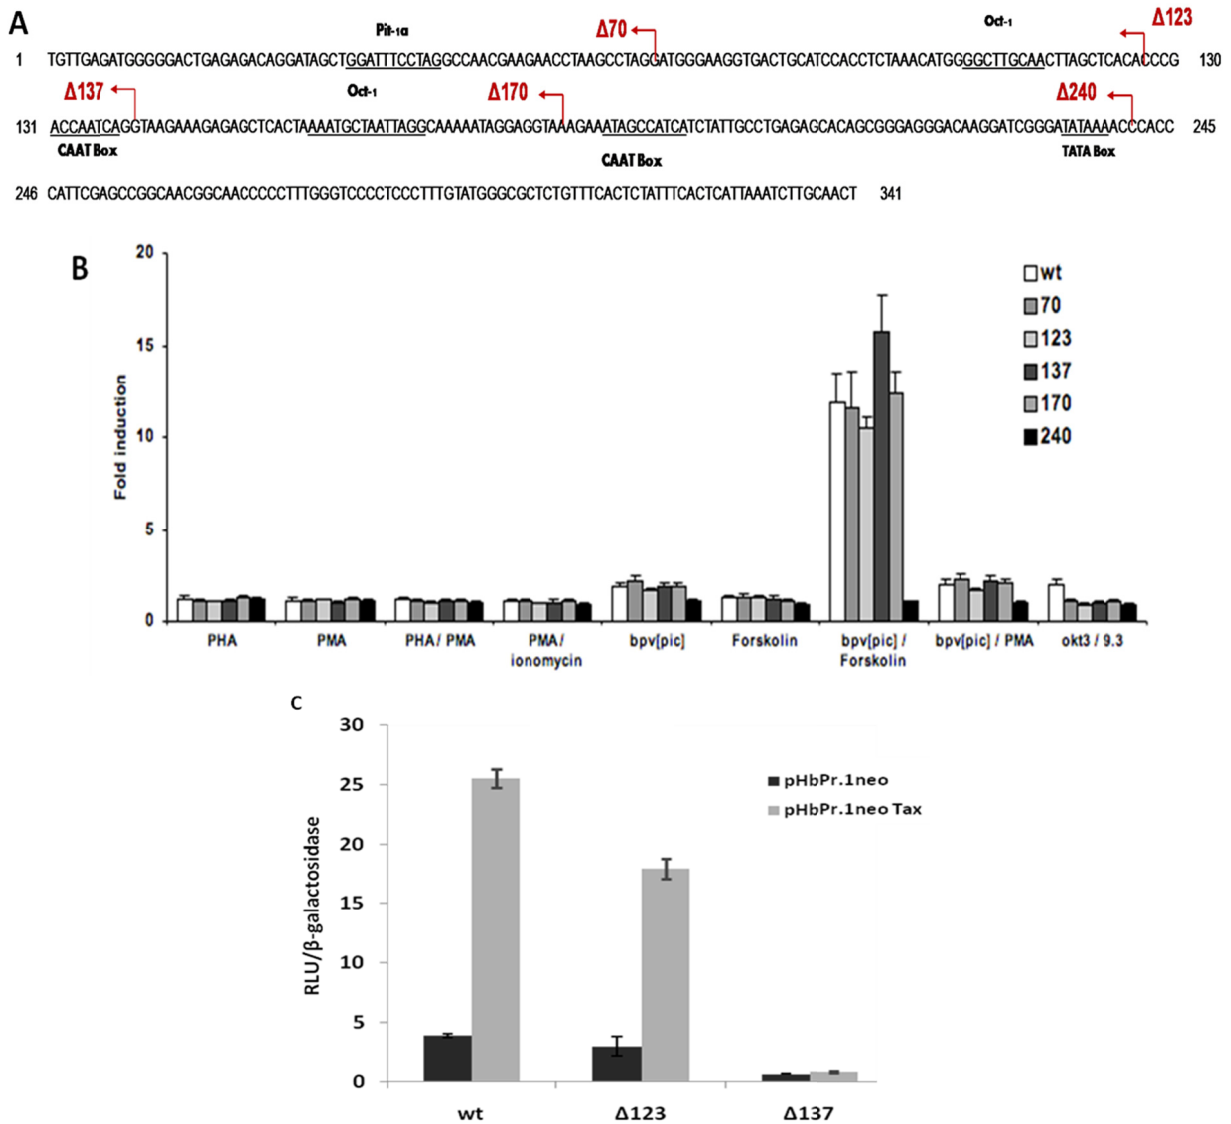 A
Pit-1a
Δ70
Oct-1
Δ123
1 TGTTGAGATGGGGGACTGAGAGACAGGATAGCTGGATTTCCTAGGCCAACGAAGAACCTAAGCCTAGGATGGGAAGGTGACTGCATCCACCTCTAAACATGGGGCTTGCAACTTAGCTCACACCCG 130
Δ137
Oct-1
Δ170
Δ240
131 ACCAATCAGGTAAGAAAGAGAGCTCACTAAAATGCTAATTAGGCAAAAATAGGAGGTAAAGAAATAGCCATCATCTATTGCCTGAGAGCACAGCGGGAGGGACAAGGATCGGGATATAAAACCCACC 245
CAAT Box
CAAT Box
TATA Box
246 CATTCGAGCCGGCAACGGCAACCCCCTTTGGGTCCCCTCCCTTTGTATGGGCGCTCTGTTTCACTCTATTTCACTCATTAAATCTTGCAACT 341
B
20
15
10
5
0
Fold induction
wt
70
123
137
170
240
PHA
PMA
PHA / PMA
PMA /
ionomycin
bpv[pic]
Forskolin
bpv[pic] /
Forskolin
bpv[pic] / PMA
okt3 / 9.3
C
30
25
20
15
10
5
0
RLU/β-galactosidase
pHbPr.1neo
pHbPr.1neo Tax
wt
Δ123
Δ137